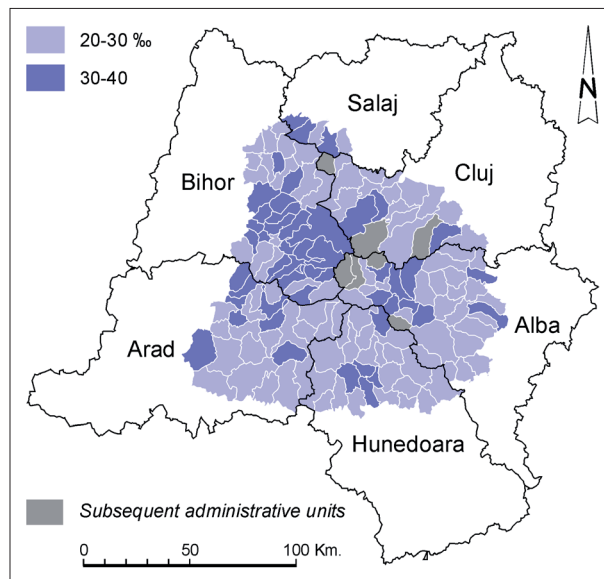 20-30 ‰
30-40
N
Salaj
Bihor
Cluj
Arad
Alba
Hunedoara
Subsequent administrative units
0 50 100 Km.